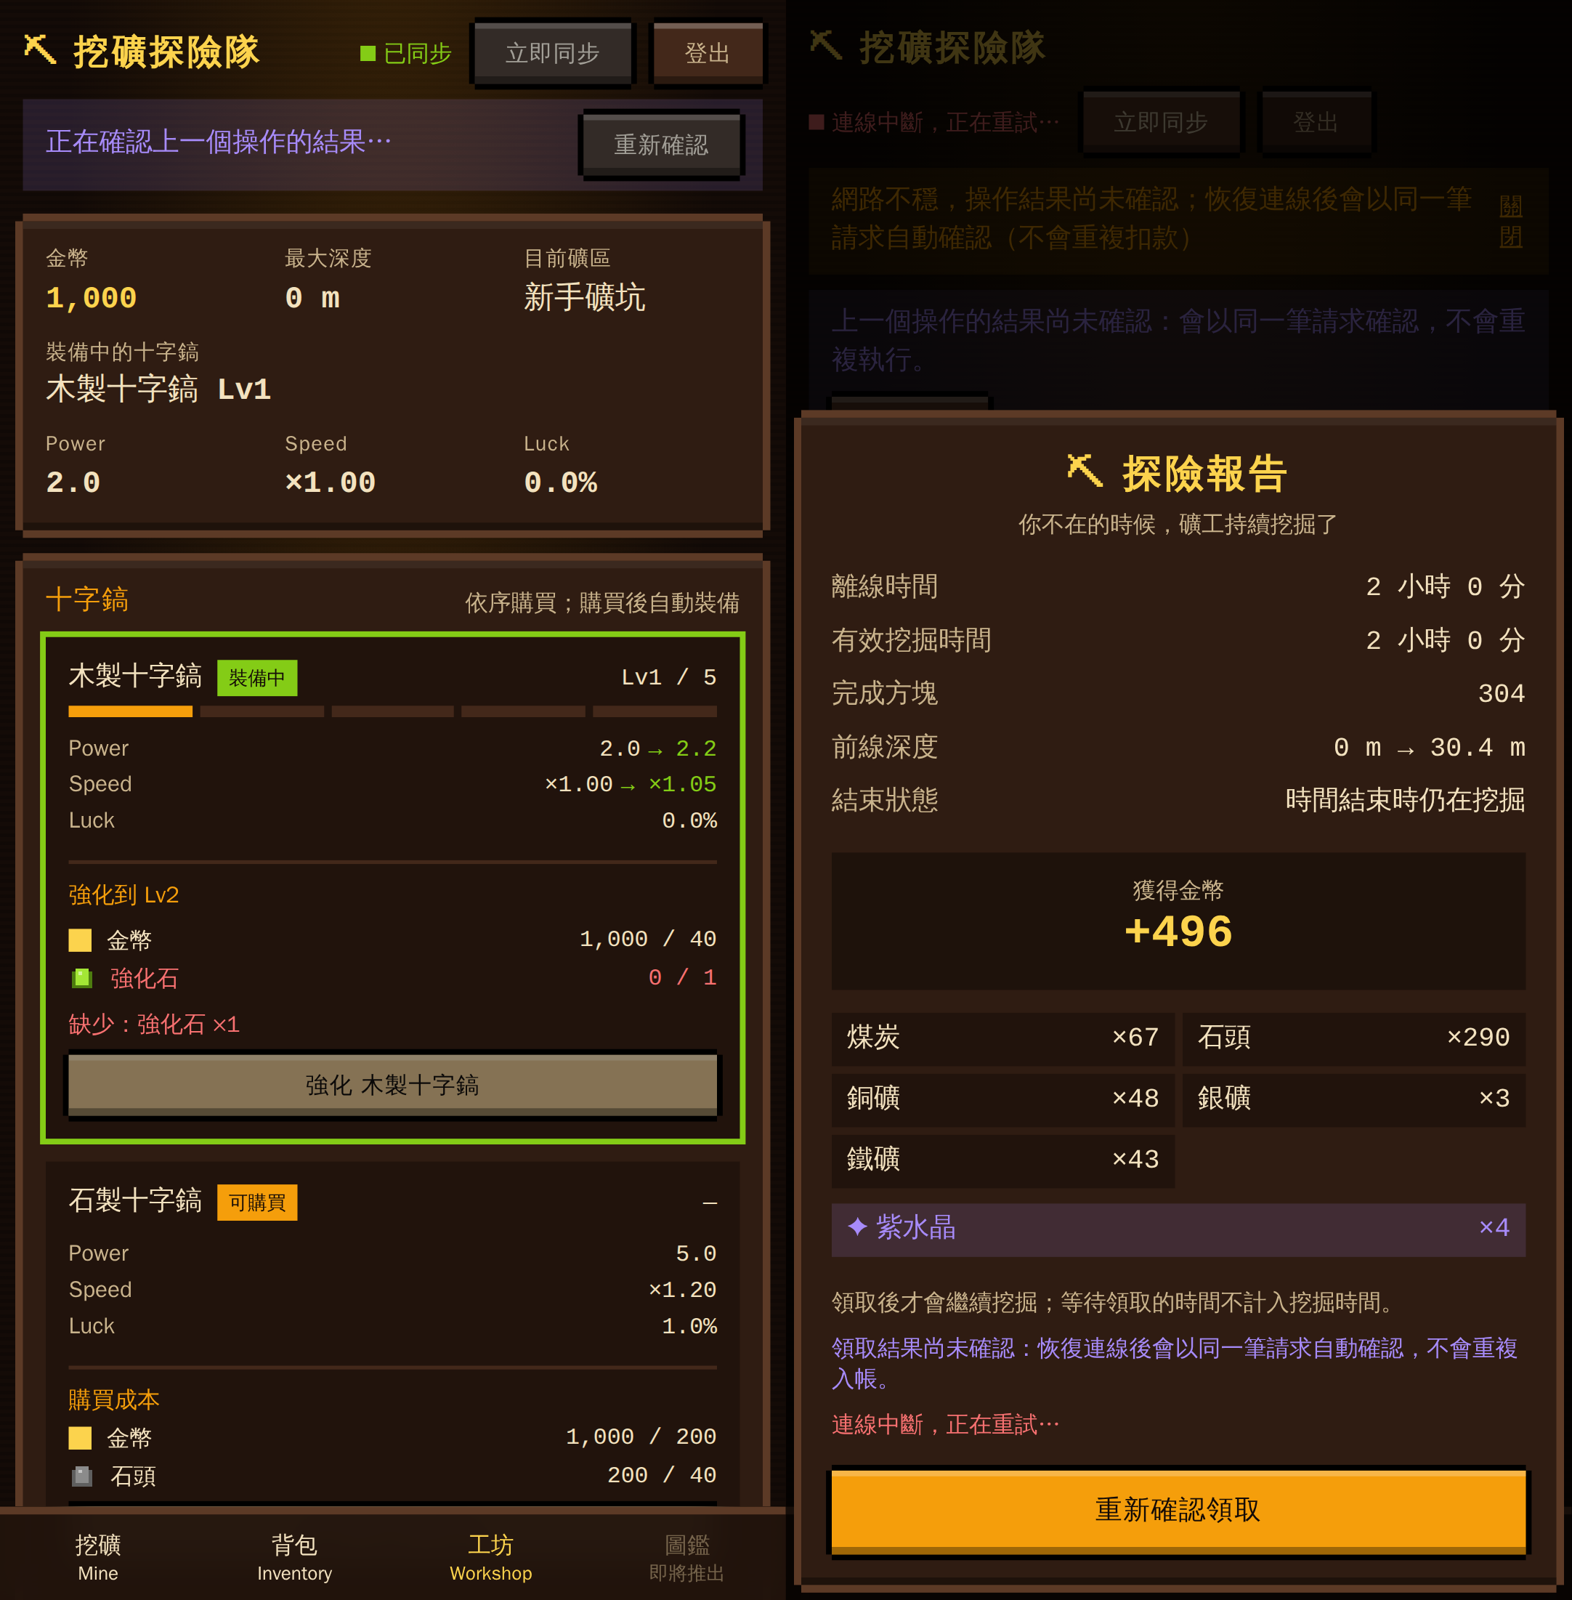 挖礦探險隊
已同步
立即同步
登出
正在確認上一個操作的結果…
重新確認
金幣
最大深度
目前礦區
1,000
0 m
新手礦坑
裝備中的十字鎬
木製十字鎬 Lv1
Power
Speed
Luck
2.0
×1.00
0.0%
十字鎬
依序購買；購買後自動裝備
木製十字鎬
裝備中
Lv1 / 5
Power
2.0 → 2.2
Speed
×1.00 → ×1.05
Luck
0.0%
強化到 Lv2
金幣
1,000 / 40
強化石
0 / 1
缺少：強化石 ×1
強化 木製十字鎬
石製十字鎬
可購買
—
Power
5.0
Speed
×1.20
Luck
1.0%
購買成本
金幣
1,000 / 200
石頭
200 / 40
挖礦
Mine
背包
Inventory
工坊
Workshop
圖鑑
即將推出
挖礦探險隊
連線中斷，正在重試…
立即同步
登出
網路不穩，操作結果尚未確認；恢復連線後會以同一筆
請求自動確認（不會重複扣款）
關
閉
上一個操作的結果尚未確認：會以同一筆請求確認，不會重
複執行。
探險報告
你不在的時候，礦工持續挖掘了
離線時間
2 小時 0 分
有效挖掘時間
2 小時 0 分
完成方塊
304
前線深度
0 m → 30.4 m
結束狀態
時間結束時仍在挖掘
獲得金幣
+496
煤炭
×67
石頭
×290
銅礦
×48
銀礦
×3
鐵礦
×43
✦ 紫水晶
×4
領取後才會繼續挖掘；等待領取的時間不計入挖掘時間。
領取結果尚未確認：恢復連線後會以同一筆請求自動確認，不會重複
入帳。
連線中斷，正在重試…
重新確認領取